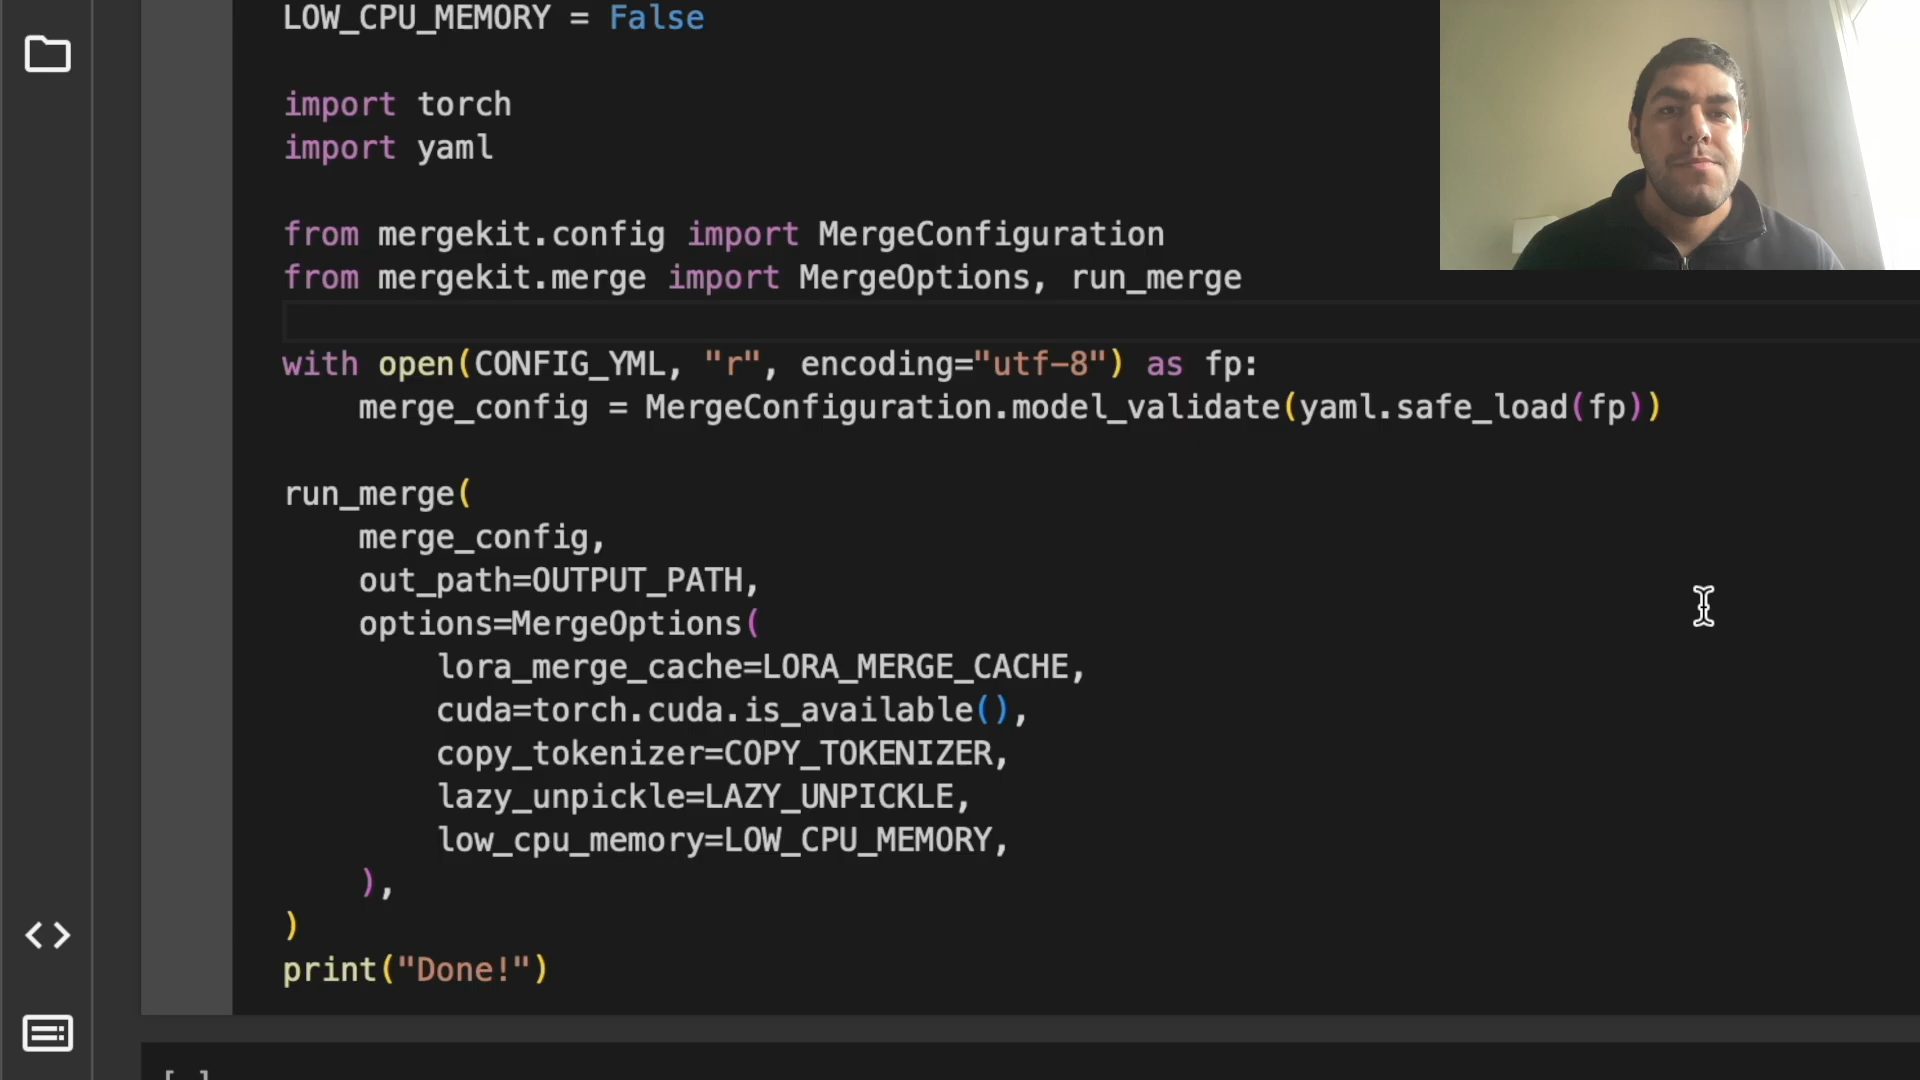 LOW_CPU_MEMORY = False
import torch
import yaml
from mergekit.config import MergeConfiguration
from mergekit.merge import MergeOptions, run_merge
with open(CONFIG_YML, "r", encoding="utf-8") as fp:
    merge_config = MergeConfiguration.model_validate(yaml.safe_load(fp))
run_merge(
    merge_config,
    out_path=OUTPUT_PATH,
    options=MergeOptions(
        lora_merge_cache=LORA_MERGE_CACHE,
        cuda=torch.cuda.is_available(),
        copy_tokenizer=COPY_TOKENIZER,
        lazy_unpickle=LAZY_UNPICKLE,
        low_cpu_memory=LOW_CPU_MEMORY,
    ),
)
print("Done!")
[ ]